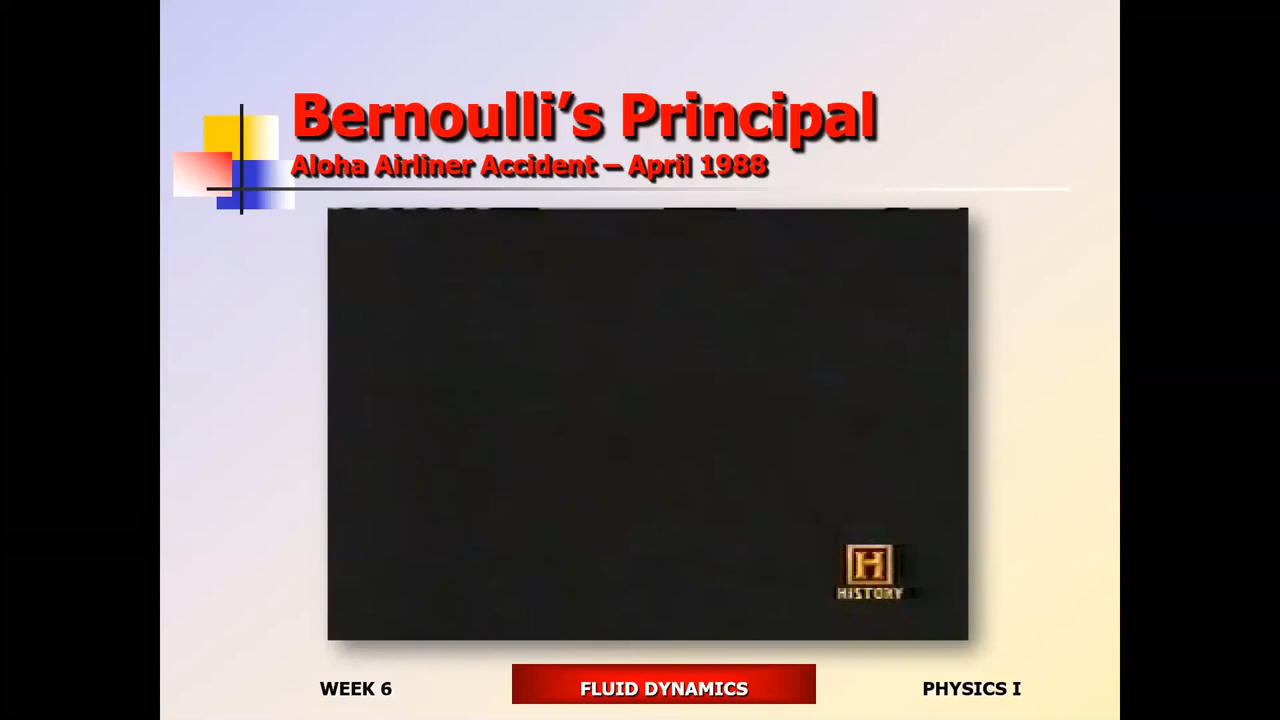 Bernoulli’s Principal
Aloha Airliner Accident – April 1988
H
HISTORY
WEEK 6
FLUID DYNAMICS
PHYSICS I